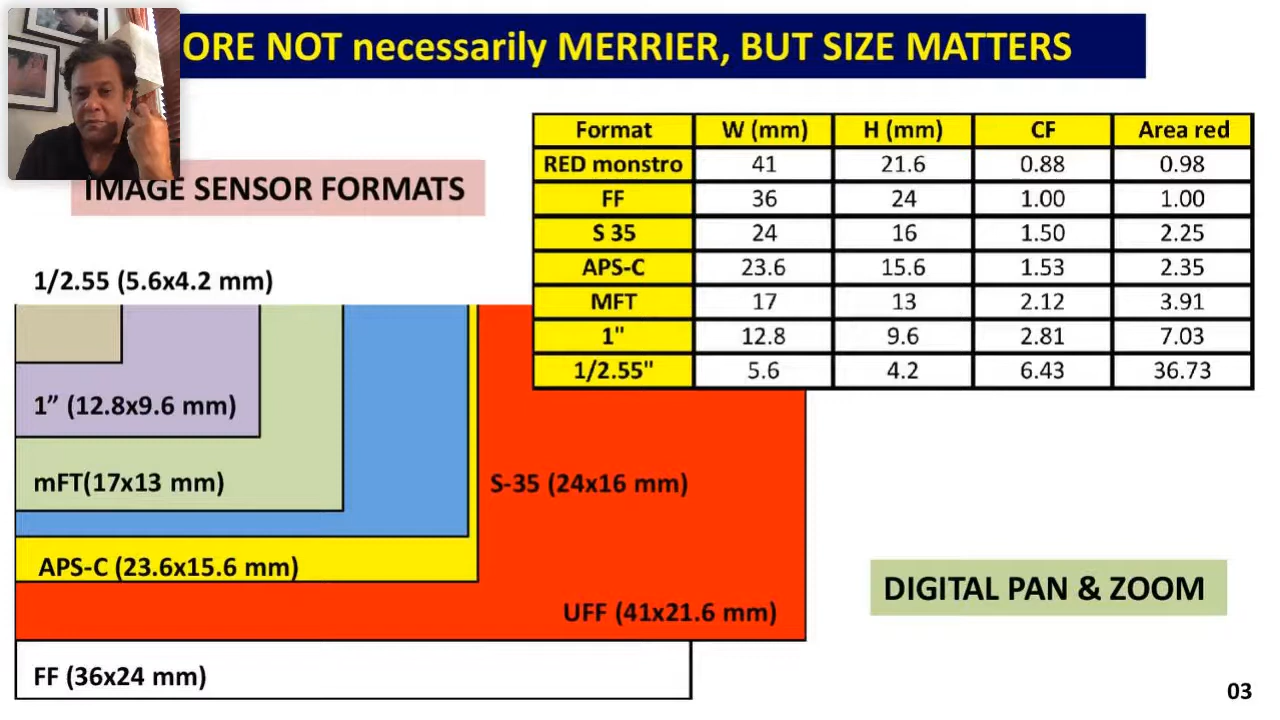 ORE NOT necessarily MERRIER, BUT SIZE MATTERS
IMAGE SENSOR FORMATS
Format W (mm) H (mm) CF Area red
RED monstro 41 21.6 0.88 0.98
FF 36 24 1.00 1.00
S 35 24 16 1.50 2.25
APS-C 23.6 15.6 1.53 2.35
MFT 17 13 2.12 3.91
1" 12.8 9.6 2.81 7.03
1/2.55" 5.6 4.2 6.43 36.73
1/2.55 (5.6x4.2 mm)
1” (12.8x9.6 mm)
mFT(17x13 mm)
S-35 (24x16 mm)
APS-C (23.6x15.6 mm)
UFF (41x21.6 mm)
FF (36x24 mm)
DIGITAL PAN & ZOOM
03